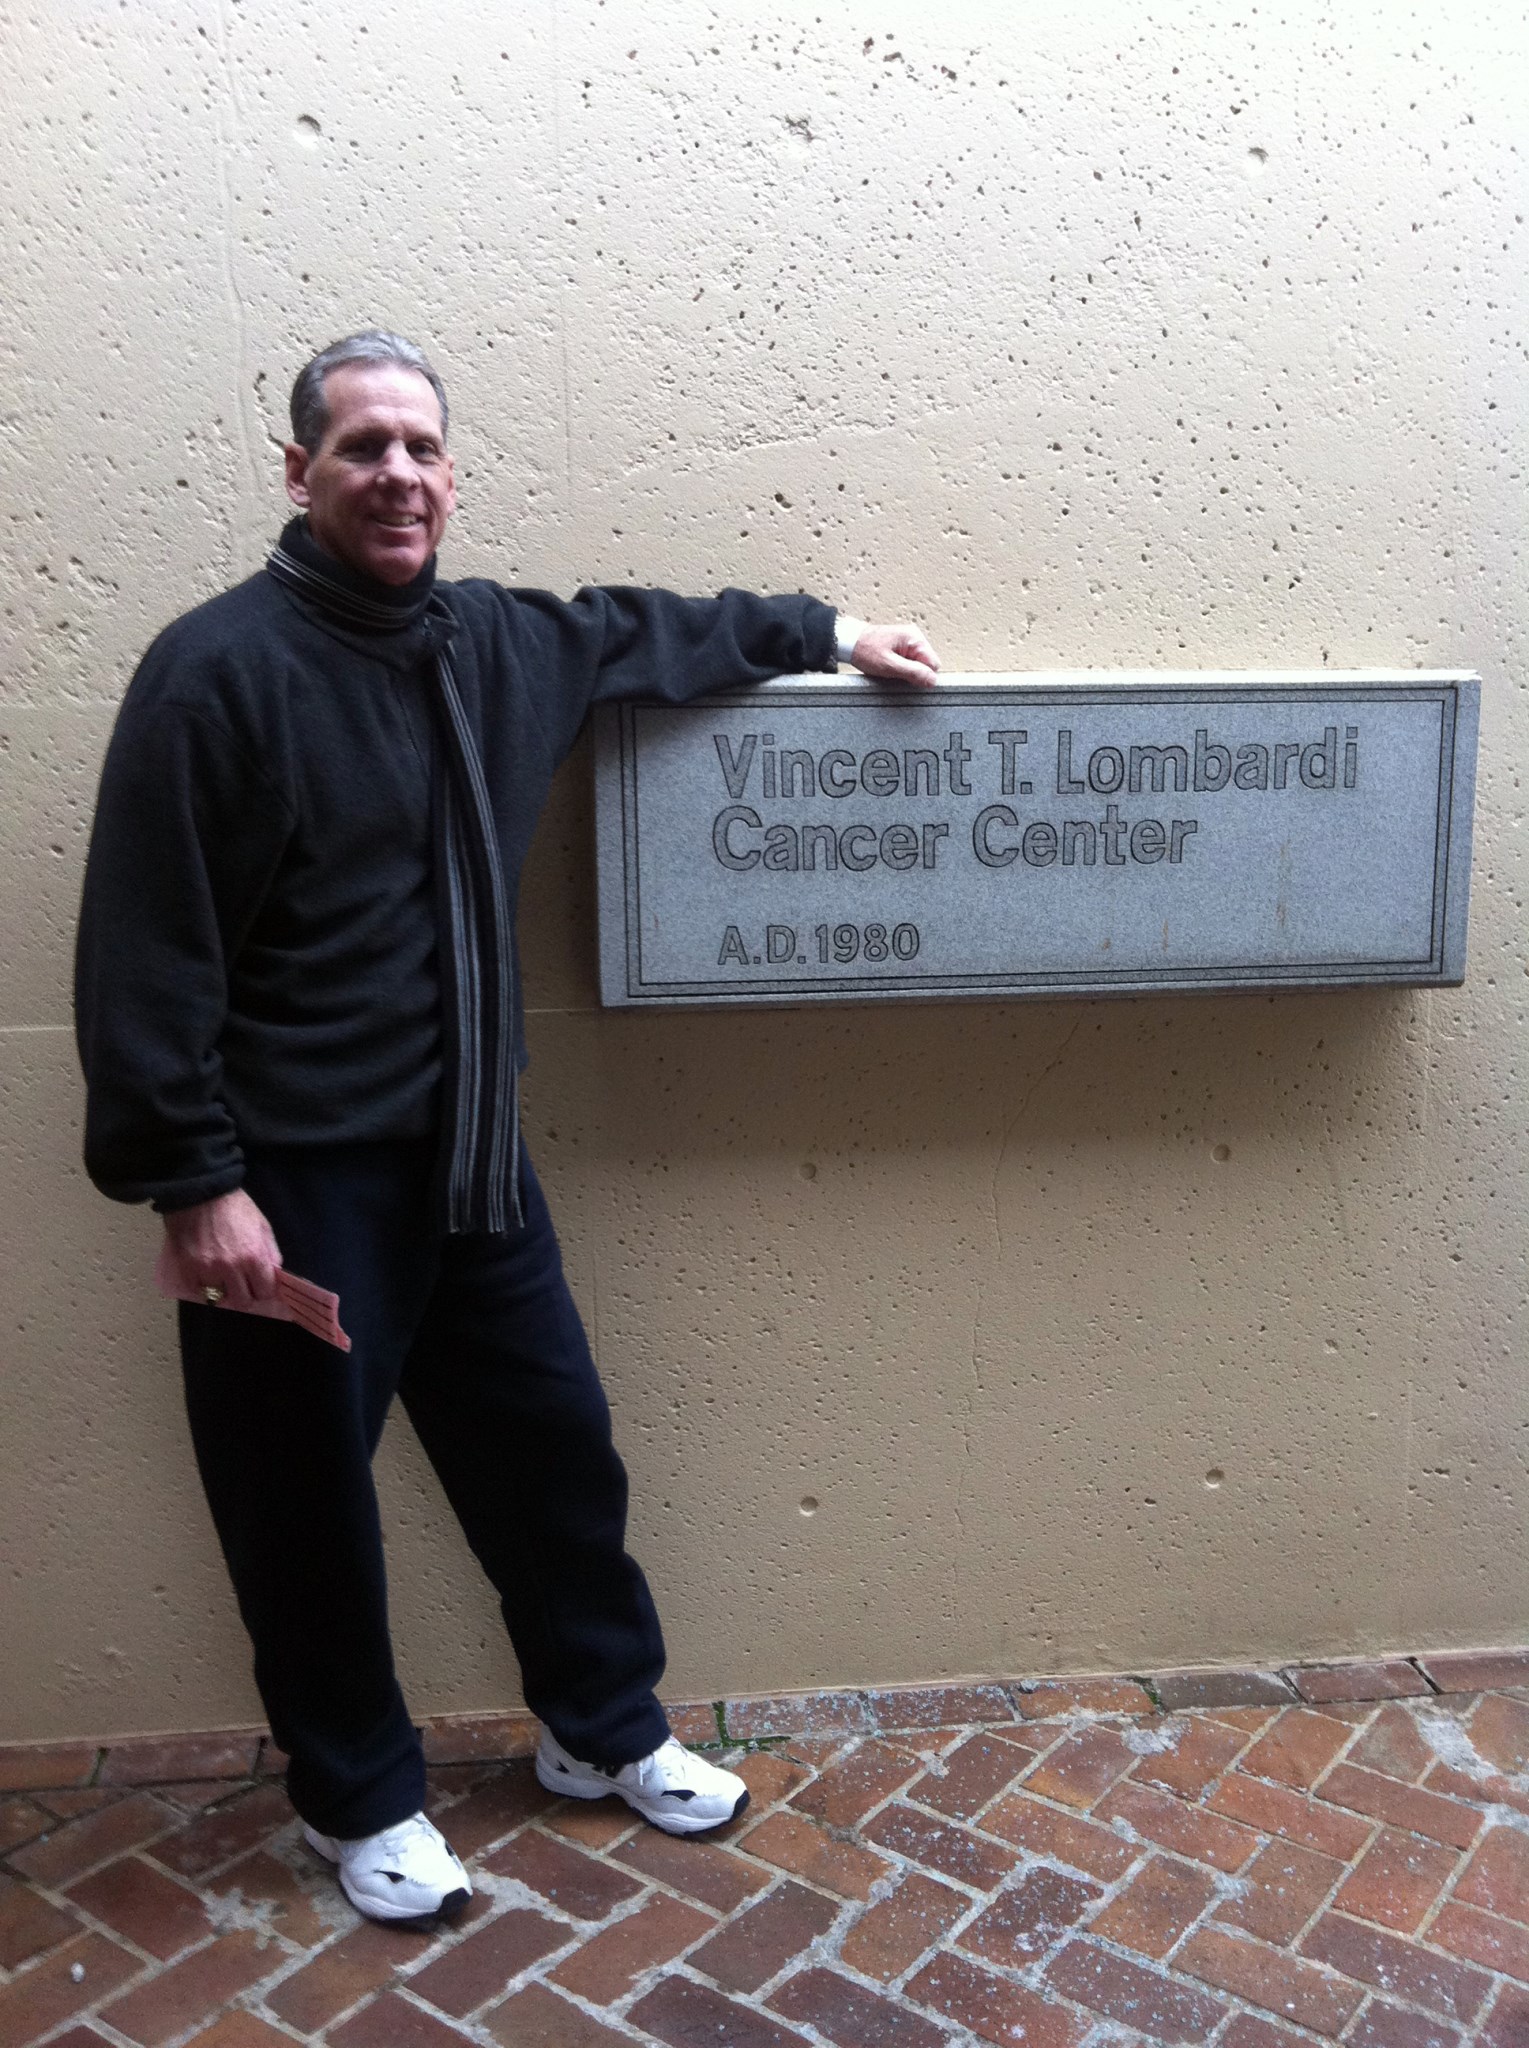 Vincent T. Lombardi
Cancer Center
A.D. 1980